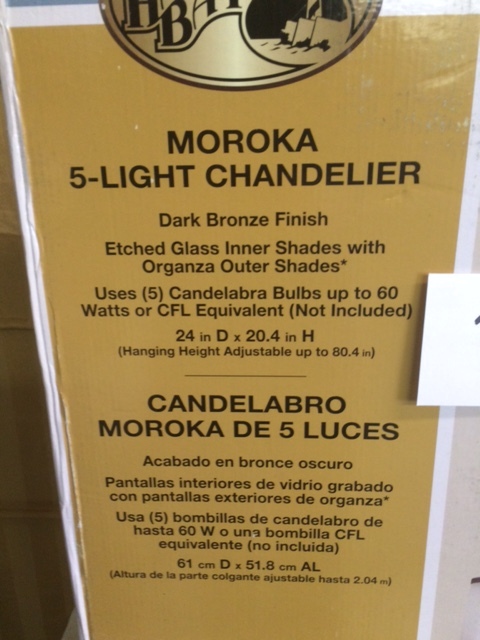 H
BAY
MOROKA
5-LIGHT CHANDELIER
Dark Bronze Finish
Etched Glass Inner Shades with
Organza Outer Shades*
Uses (5) Candelabra Bulbs up to 60
Watts or CFL Equivalent (Not Included)
24 in D x 20.4 in H
(Hanging Height Adjustable up to 80.4 in)
CANDELABRO
MOROKA DE 5 LUCES
Acabado en bronce oscuro
Pantallas interiores de vidrio grabado
con pantallas exteriores de organza*
Usa (5) bombillas de candelabro de
hasta 60 W o una bombilla CFL
equivalente (no incluida)
61 cm D x 51.8 cm AL
(Altura de la parte colgante ajustable hasta 2.04 m)